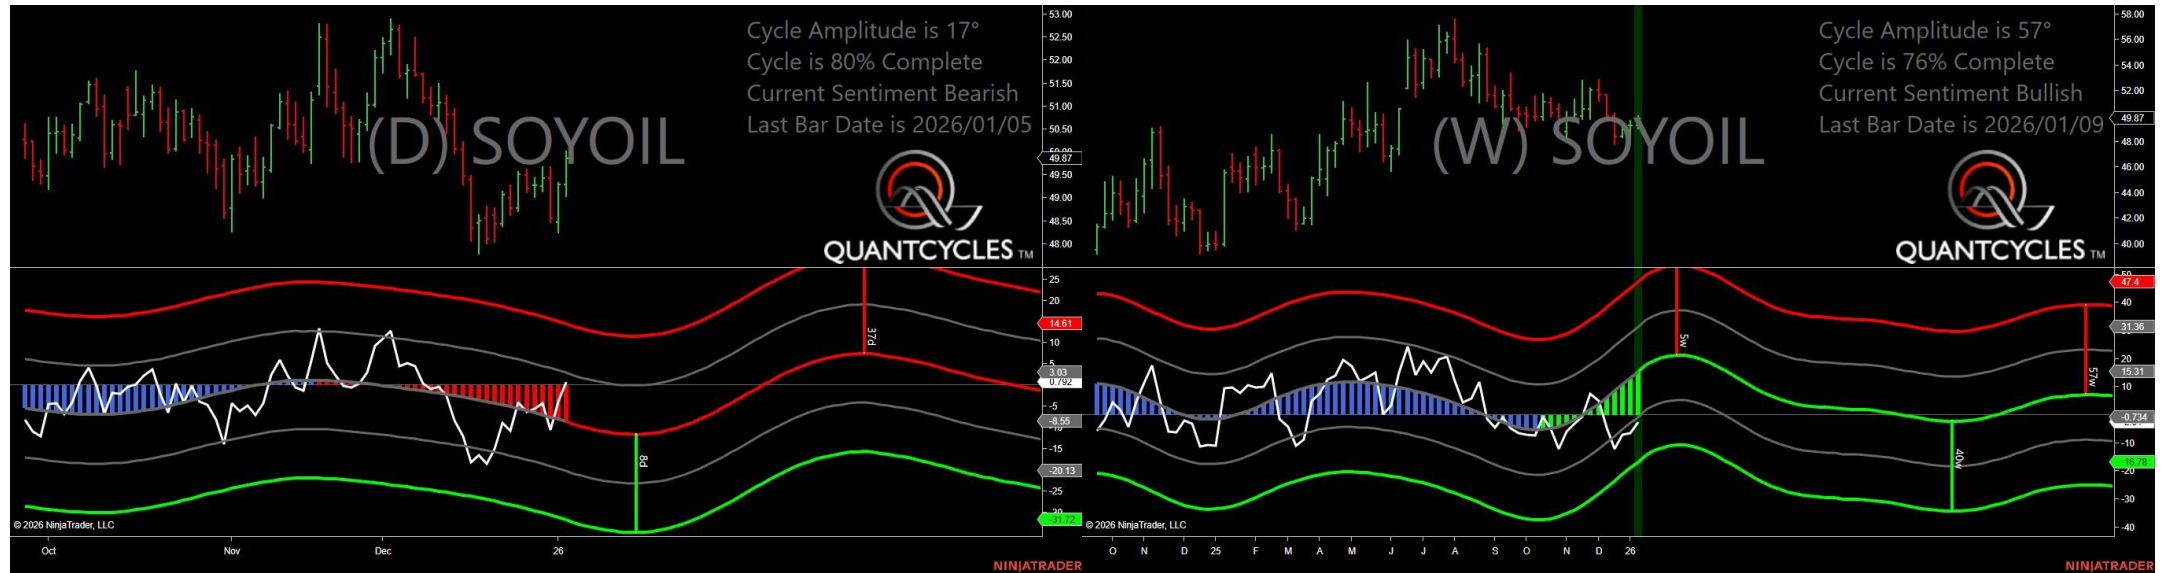 Cycle Amplitude is 17°
Cycle is 80% Complete
Current Sentiment Bearish
Last Bar Date is 2026/01/05
(D) SOYOIL
QUANTCYCLES TM
53.00
52.50
52.00
51.50
51.00
50.50
49.87
49.50
49.00
48.50
48.00
25
20
14.61
10
5
3.03
0.792
-5
-8.55
-15
-20.13
-25
-31.72
37d
8d
© 2026 NinjaTrader, LLC
Oct Nov Dec 26
NINJATRADER
Cycle Amplitude is 57°
Cycle is 76% Complete
Current Sentiment Bullish
Last Bar Date is 2026/01/09
(W) SOYOIL
QUANTCYCLES TM
58.00
56.00
54.00
52.00
49.87
48.00
46.00
44.00
42.00
40.00
50
47.4
40
31.36
20
15.31
10
-0.734
-10
-16.78
-20
-30
-40
5w
40w
57w
© 2026 NinjaTrader, LLC
O N D 25 F M A M J J A S O N D 26
NINJATRADER